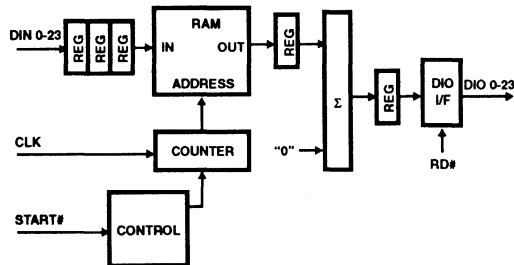 DIN 0-23
REG
REG
REG
IN
RAM
OUT
ADDRESS
REG
Σ
"0"
REG
DIO
I/F
DIO 0-23
RD#
CLK
COUNTER
START#
CONTROL